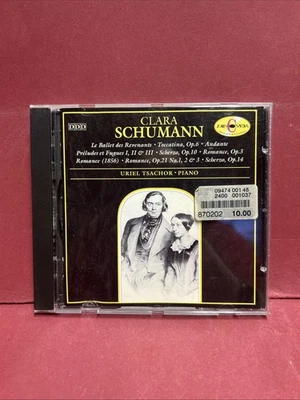 DDD
CLARA
SCHUMANN
Le Ballet des Revenants · Toccatina, Op.6 · Andante
Préludes et Fugues I, II & III · Scherzo, Op.10 · Romance, Op.3
Romance (1856) · Romance, Op.21 No.1, 2 & 3 · Scherzo, Op.14
URIEL TSACHOR · PIANO
09474 00146
2400 001037
870202 10.00